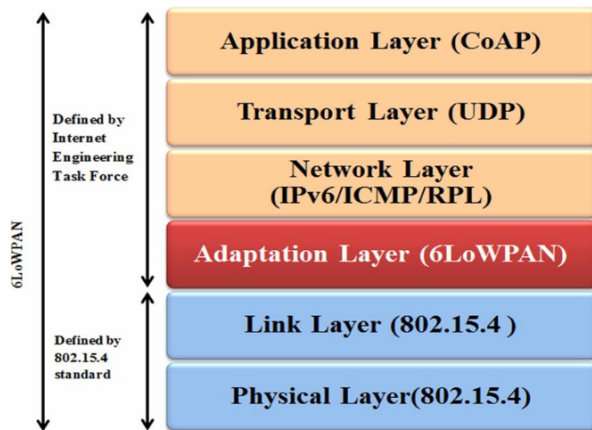 6LoWPAN
Defined by
Internet
Engineering
Task Force
Defined by
802.15.4
standard
Application Layer (CoAP)
Transport Layer (UDP)
Network Layer
(IPv6/ICMP/RPL)
Adaptation Layer (6LoWPAN)
Link Layer (802.15.4 )
Physical Layer(802.15.4)